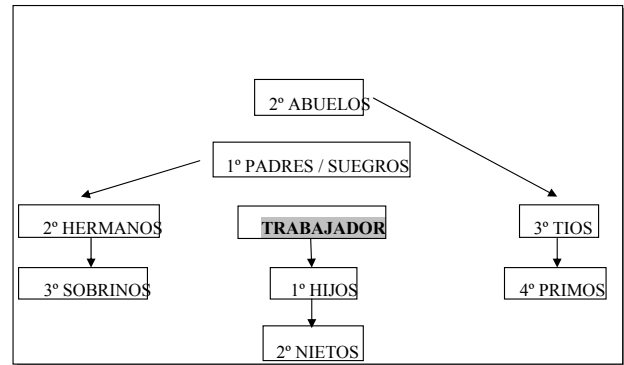 2º ABUELOS
1º PADRES / SUEGROS
2º HERMANOS
TRABAJADOR
3º TIOS
3º SOBRINOS
1º HIJOS
4º PRIMOS
2º NIETOS